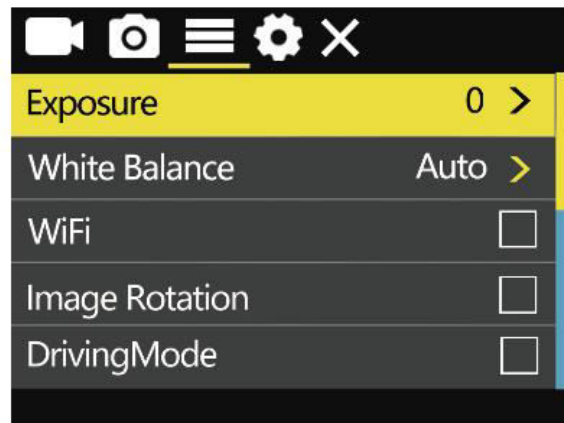 Exposure 0 >
White Balance Auto >
WiFi
Image Rotation
DrivingMode